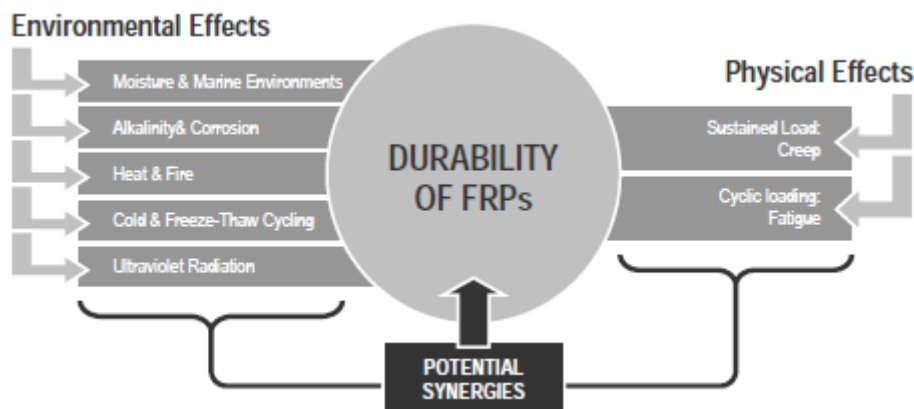 Environmental Effects
Moisture & Marine Environments
Alkalinity& Corrosion
Heat & Fire
Cold & Freeze-Thaw Cycling
Ultraviolet Radiation
DURABILITY
OF FRPs
Physical Effects
Sustained Load:
Creep
Cyclic loading:
Fatigue
POTENTIAL
SYNERGIES